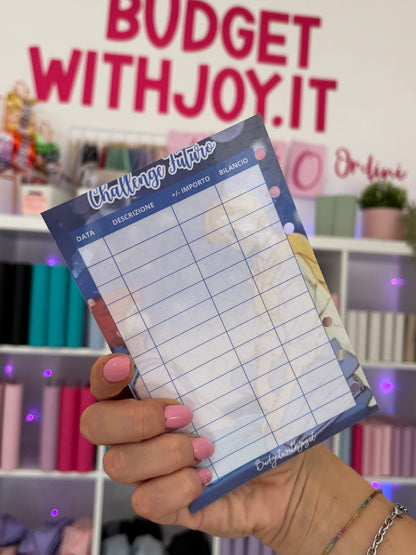 BUDGET
WITHJOY.IT
Ordini
Challenge Futuro
DATA DESCRIZIONE +/- IMPORTO BILANCIO
Budgetwithjoy.it